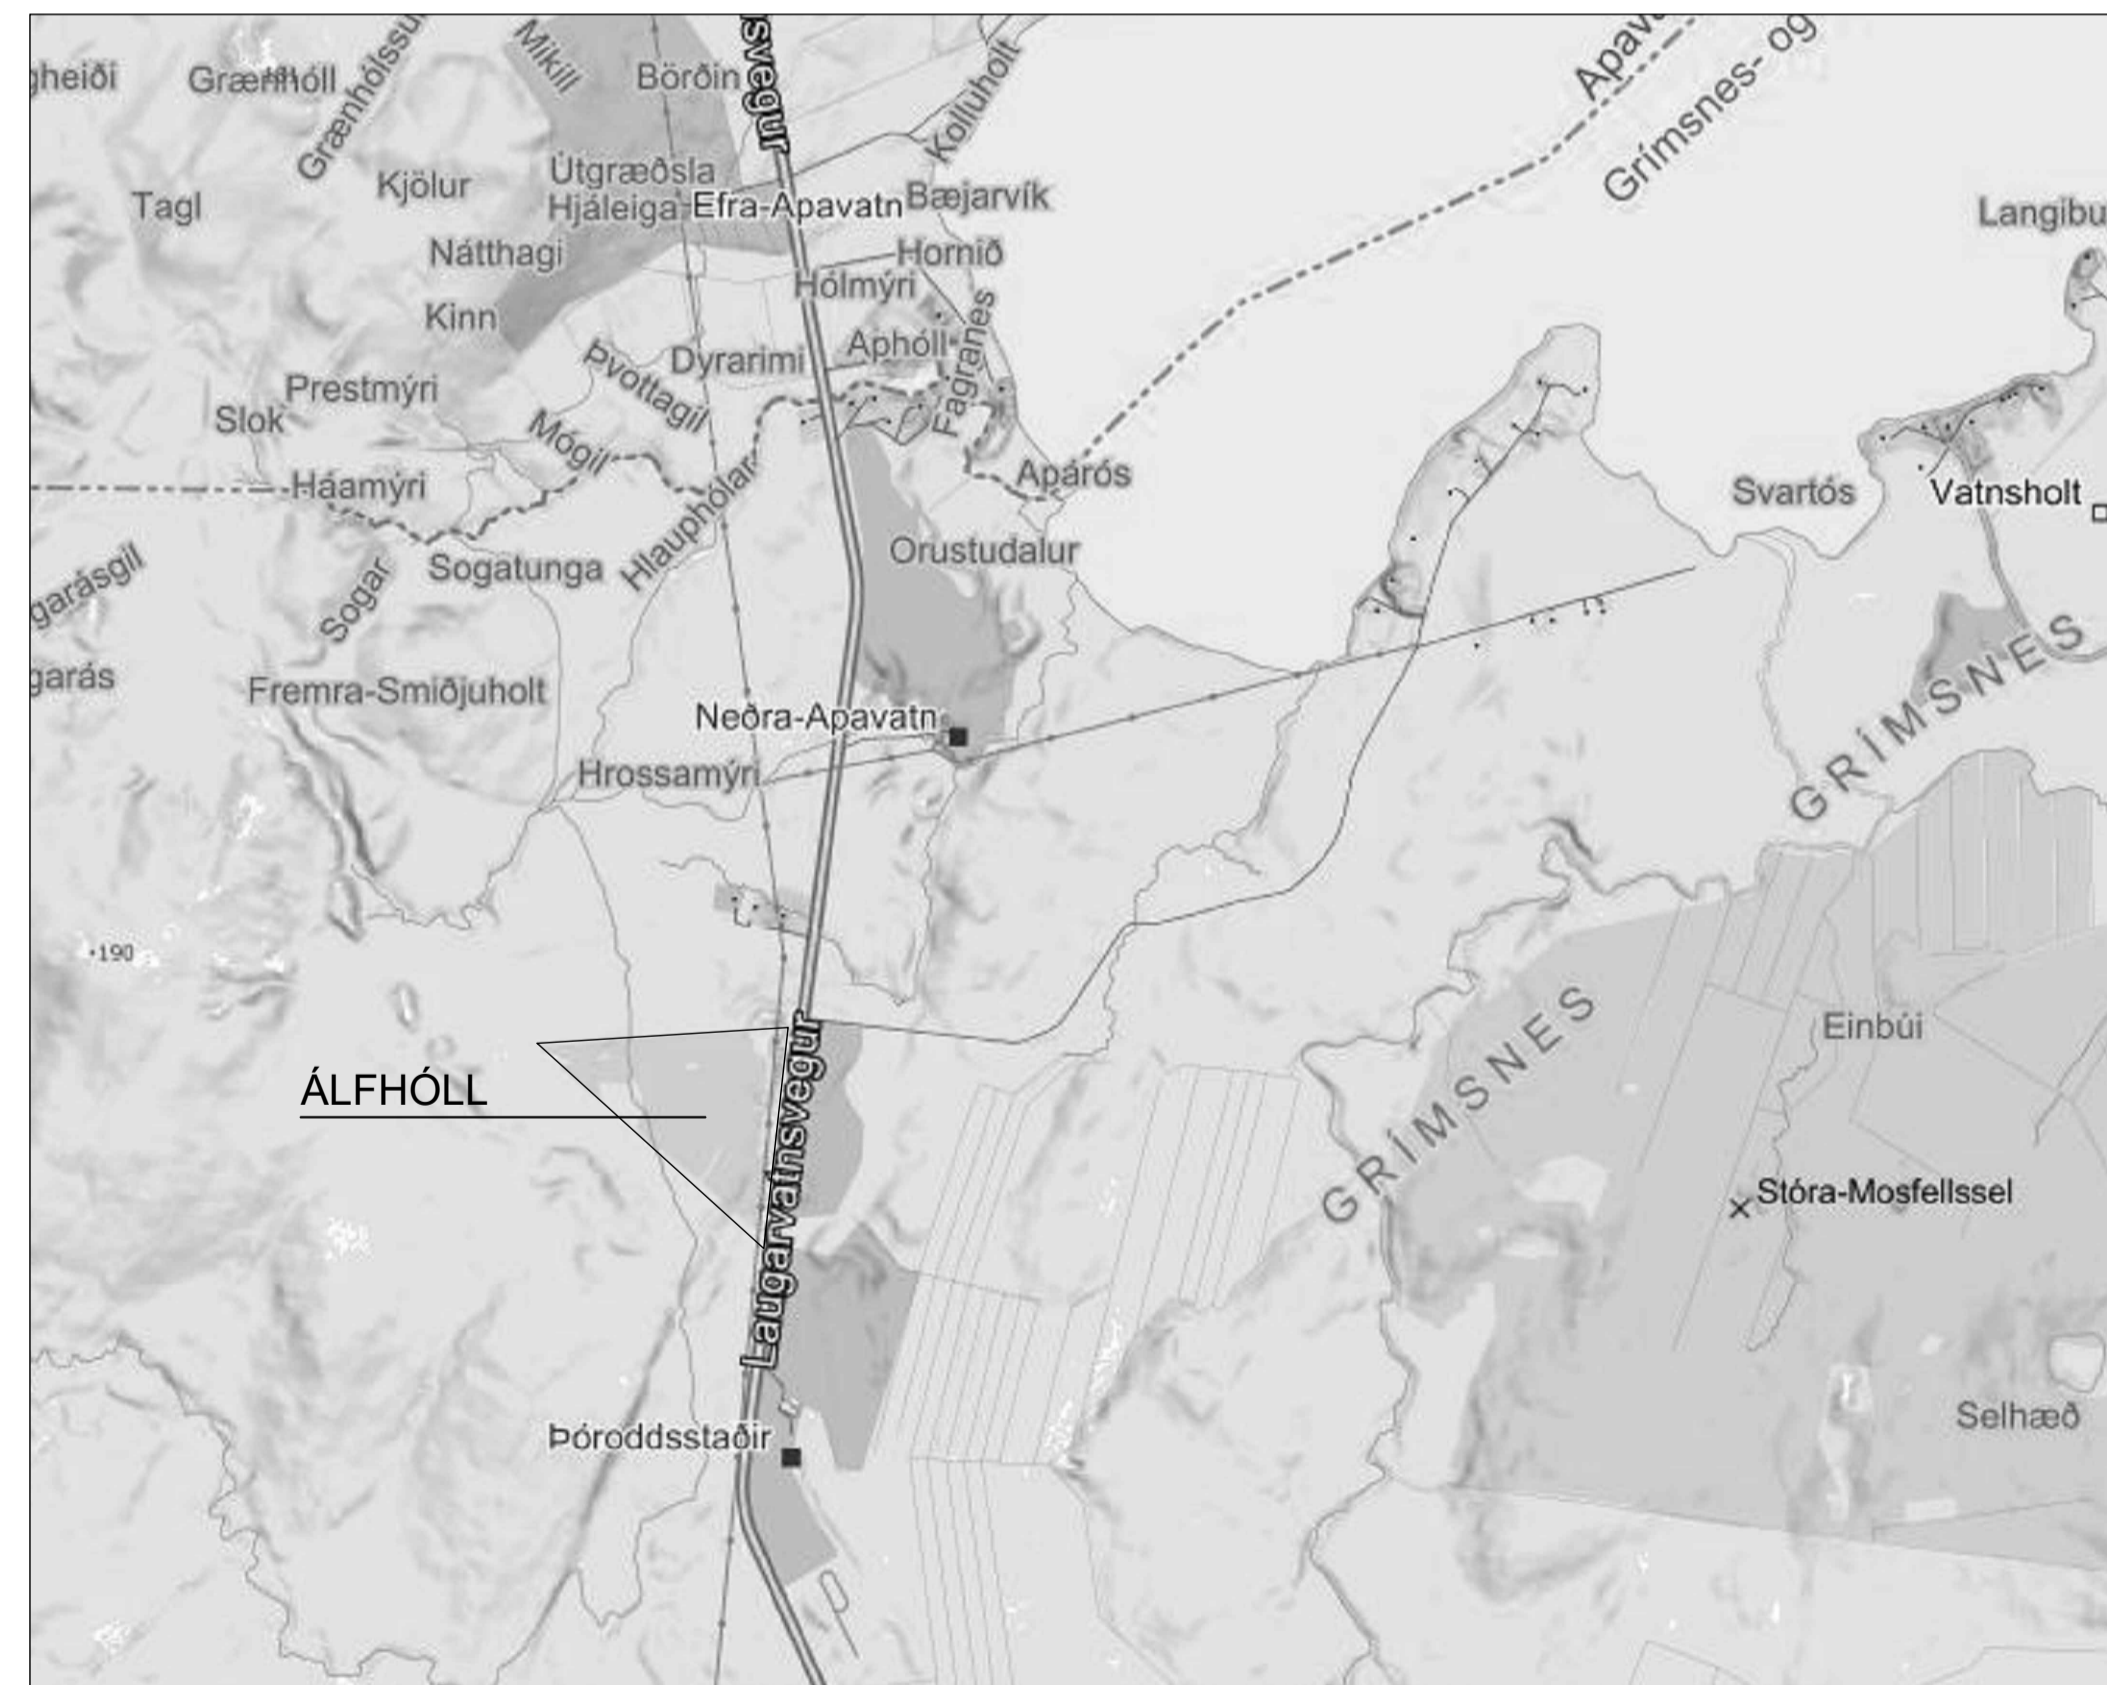 svegur
Apava
Grímsnes- og
Mikill
Börðin
Kolluholt
gheiði
Grænhóll
Grænhólssu
Útgræðsla
Kjölur
Tagl
Hjáleiga
Efra-Apavatn
Bæjarvík
Langibu
Nátthagi
Hornið
Hólmýri
Kinn
Aphóll
Fagranes
Dyrarimi
Þvottagil
Prestmýri
Slok
Mógil
Háamýri
Apárós
Svartós
Vatnsholt
Hlauphólar
Orustudalur
Sogatunga
Sogar
garásgil
garás
Fremra-Smiðjuholt
GRÍMSNES
Neðra-Apavatn
Hrossamýri
190
Einbúi
ÁLFHÓLL
Laugarvatnsvegur
GRÍMSNES
Stóra-Mosfellssel
Selhæð
Þóroddsstaðir